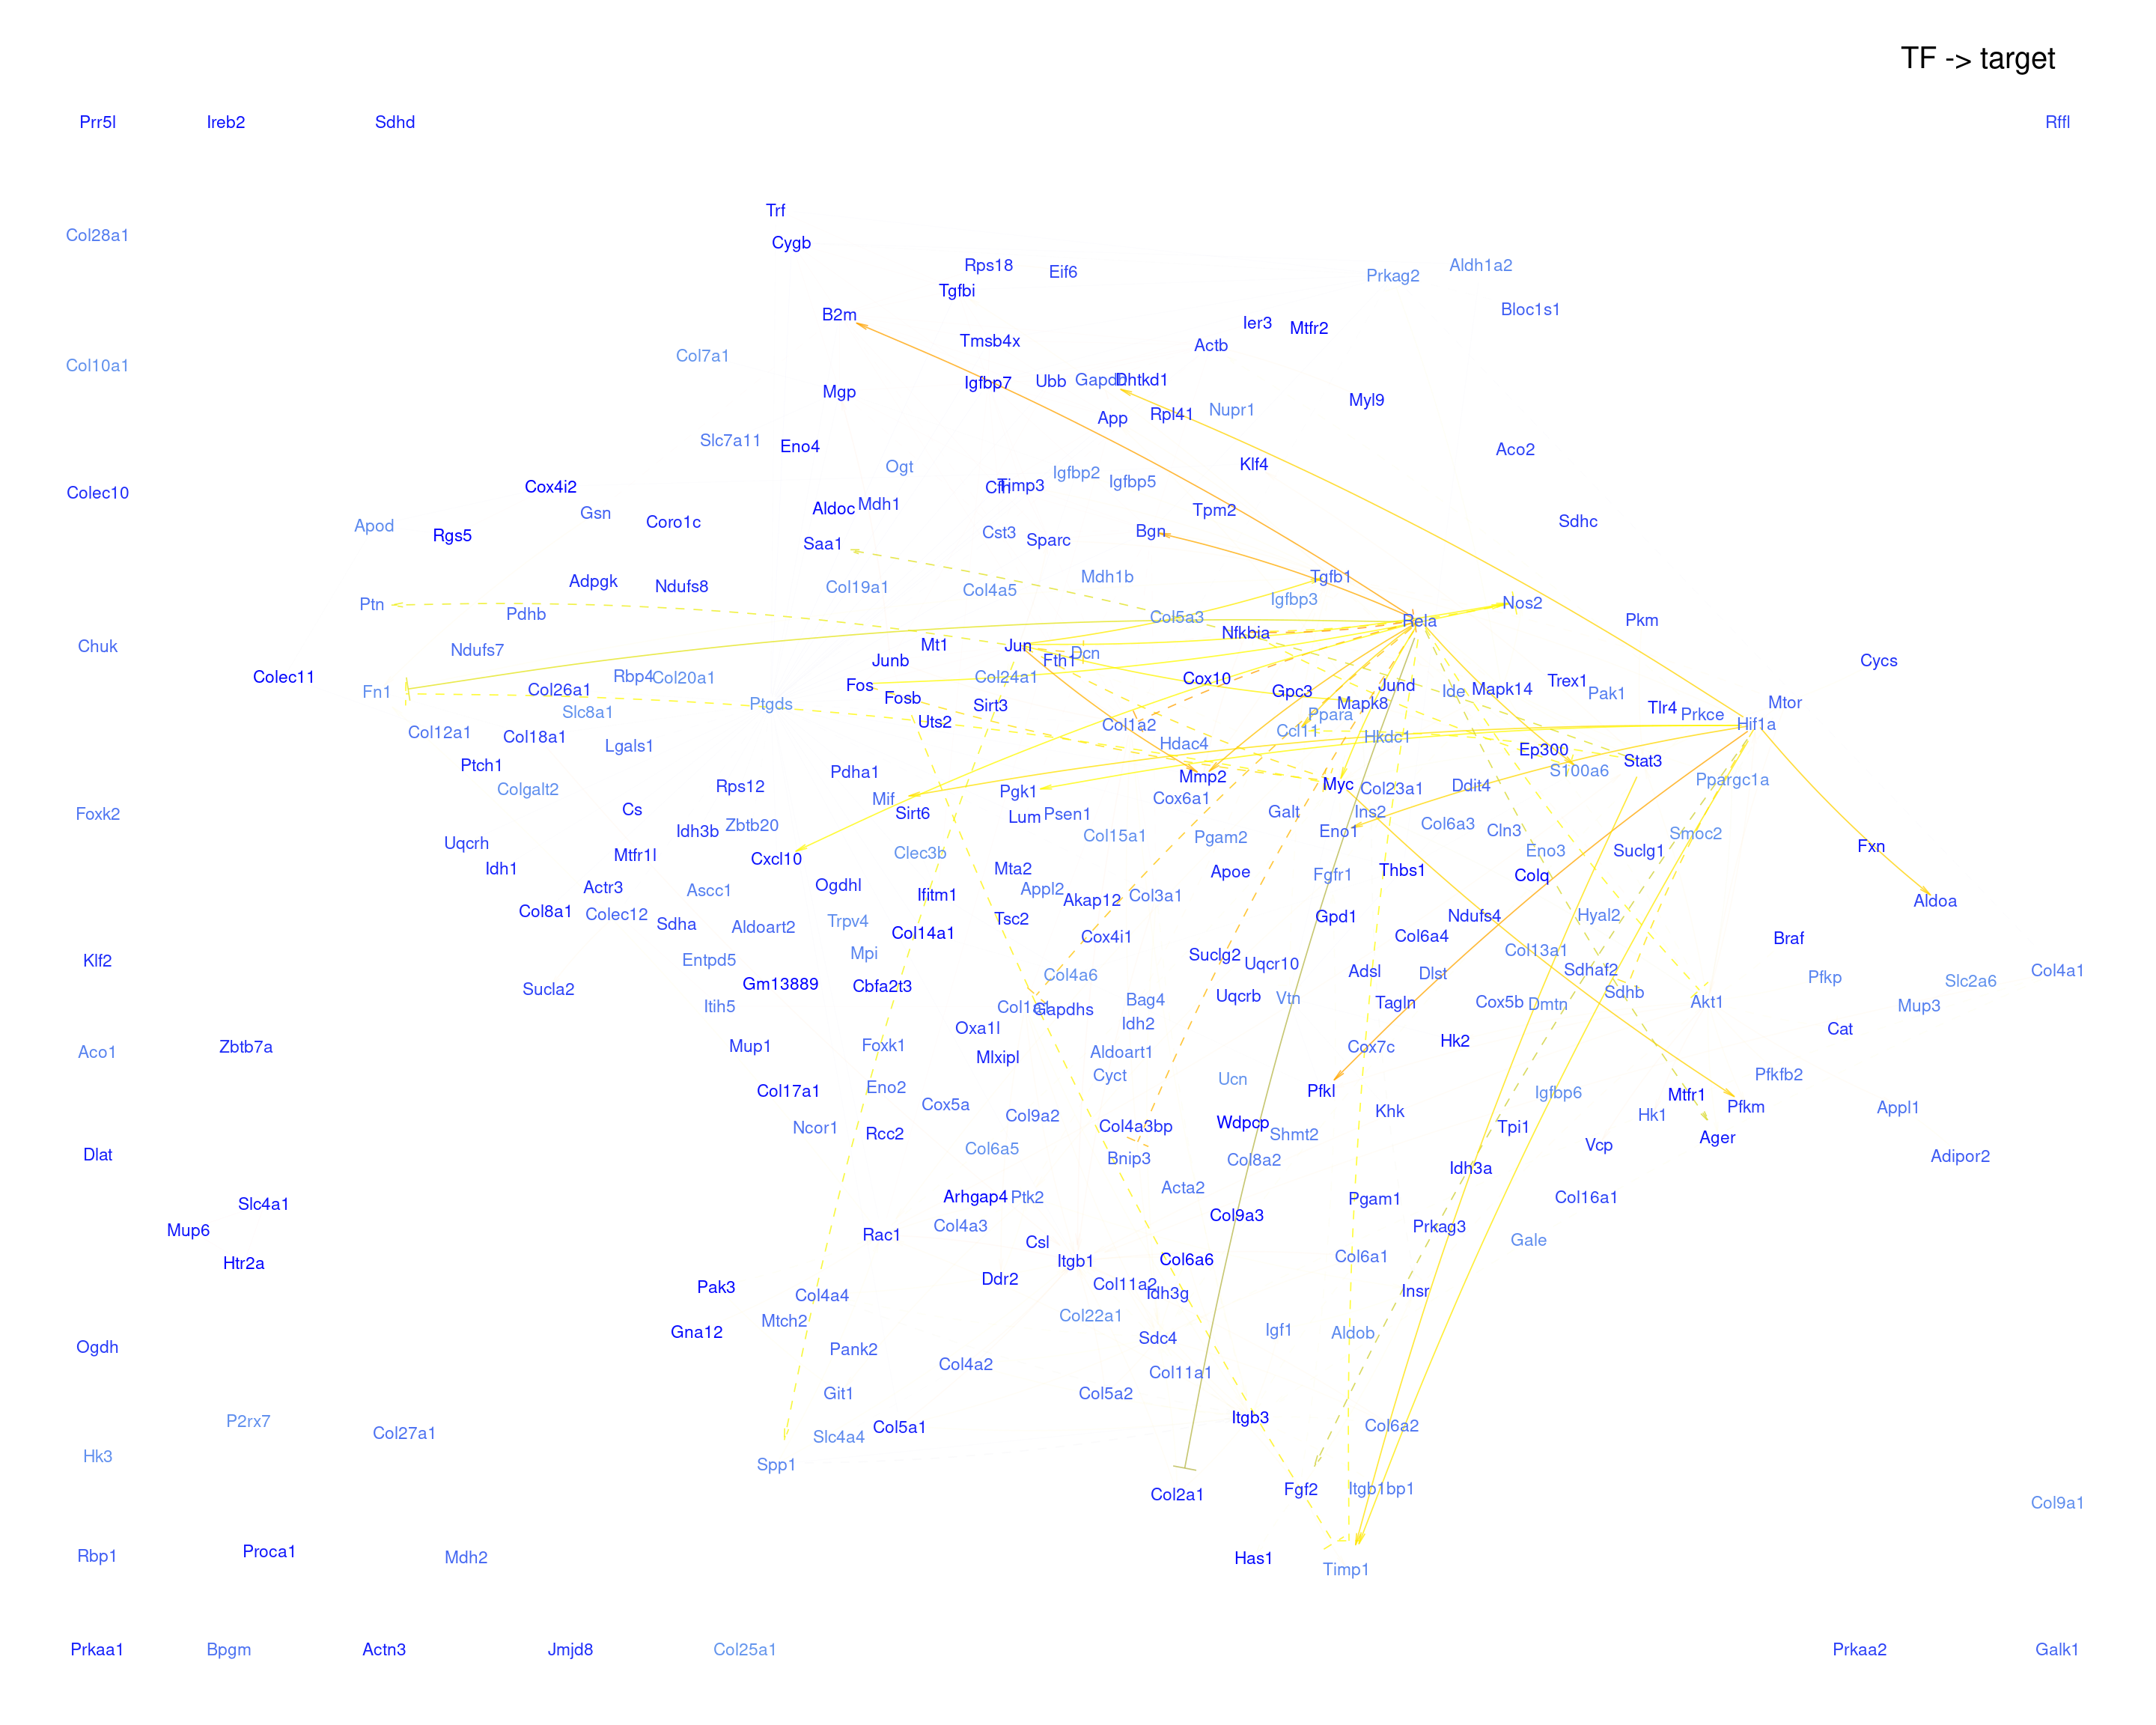 TF -> target
Prr5l Ireb2 Sdhd Rffl
Trf
Col28a1
Cygb
Rps18 Eif6 Prkag2 Aldh1a2
Tgfbi
B2m Bloc1s1
Ier3 Mtfr2
Tmsb4x Actb
Col7a1
Col10a1
Igfbp7 Ubb Gapdh Dhtkd1
Mgp Myl9
App Rpl41 Nupr1
Slc7a11 Eno4 Aco2
Ogt Klf4
Igfbp2 Igfbp5
Colec10 Cox4i2 Timp3
Gsn Aldoc Mdh1 Tpm2
Apod Coro1c Sdhc
Rgs5 Cst3 Bgn
Saa1 Sparc
Adpgk Ndufs8 Col19a1 Col4a5 Mdh1b Tgfb1
Ptn Pdhb Igfbp3 Nos2
Col5a3 Rela Pkm
Chuk Ndufs7 Mt1 Jun Nfkbia
Junb Fth1 Dcn Cycs
Colec11 Rbp4 Col20a1 Col24a1 Cox10
Fn1 Col26a1 Fos Gpc3 Jund Ide Mapk14 Trex1 Pak1
Ptgds Fosb Sirt3 Mapk8 Mtor
Slc8a1 Uts2 Ppara Tlr4 Prkce
Col12a1 Col18a1 Lgals1 Col1a2 Ccl11 Hkdc1 Hif1a
Hdac4 Ep300
Ptch1 Pdha1 Mmp2 Stat3
S100a6 Ppargc1a
Colgalt2 Rps12 Mif Pgk1 Cox6a1 Myc Col23a1 Ddit4
Foxk2 Cs Sirt6 Lum Psen1 Galt Ins2
Idh3b Zbtb20 Col15a1 Pgam2 Eno1 Col6a3 Cln3 Smoc2
Uqcrh Mtfr1l Cxcl10 Clec3b Eno3 Suclg1 Fxn
Idh1 Mta2 Apoe Fgfr1 Thbs1 Colq
Actr3 Ascc1 Ogdhl Ifitm1 Appl2 Akap12 Col3a1 Aldoa
Col8a1 Colec12 Sdha Aldoart2 Trpv4 Tsc2 Gpd1 Ndufs4 Hyal2
Col14a1 Cox4i1 Col6a4 Braf
Klf2 Entpd5 Mpi Suclg2 Uqcr10 Col13a1
Col4a6 Adsl Dlst Sdhaf2 Pfkp Slc2a6 Col4a1
Sucla2 Gm13889 Cbfa2t3 Uqcrb Vtn Sdhb
Itih5 Gapdhs Bag4 Tagln Cox5b Dmtn Akt1 Mup3
Oxa1l Idh2 Cat
Aco1 Zbtb7a Mup1 Foxk1 Mlxipl Aldoart1 Cox7c Hk2
Eno2 Cyct Ucn Pfkfb2
Col17a1 Pfkl Igfbp6 Mtfr1
Cox5a Col9a2 Khk Hk1 Pfkm Appl1
Ncor1 Rcc2 Col4a3bp Wdpcp Shmt2 Tpi1 Ager
Dlat Col6a5 Bnip3 Col8a2 Idh3a Vcp Adipor2
Slc4a1 Arhgap4 Ptk2 Acta2 Pgam1 Col16a1
Mup6 Rac1 Col4a3 Col9a3 Prkag3
Htr2a Csl Itgb1 Col6a6 Col6a1 Gale
Pak3 Col4a4 Ddr2 Col11a2 Idh3g Insr
Gna12 Mtch2 Col22a1 Sdc4 Igf1 Aldob
Ogdh Pank2 Col4a2 Col11a1
Git1 Col5a2
P2rx7 Col27a1 Slc4a4 Col5a1 Itgb3 Col6a2
Hk3 Spp1
Col2a1 Fgf2 Itgb1bp1 Col9a1
Rbp1 Proca1 Mdh2 Has1 Timp1
Prkaa1 Bpgm Actn3 Jmjd8 Col25a1 Prkaa2 Galk1